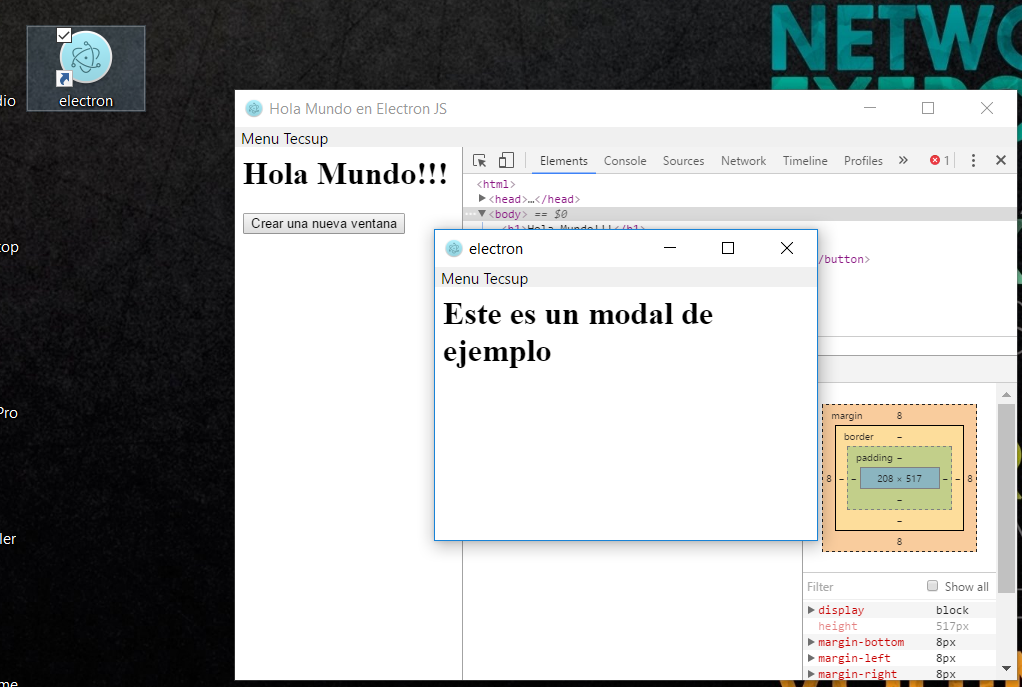 NETWO
electron
dio
top
Pro
ler
me
Hola Mundo en Electron JS
Menu Tecsup
Hola Mundo!!!
Crear una nueva ventana
Elements Console Sources Network Timeline Profiles » 1
<html>
<head>…</head>
<body> == $0
<h1>Hola Mundo!!!</h1>
/button>
electron
Menu Tecsup
Este es un modal de
ejemplo
margin 8
border –
padding –
8 – – 208 × 517 – – 8
–
–
8
Filter Show all
display block
height 517px
margin-bottom 8px
margin-left 8px
margin-right 8px